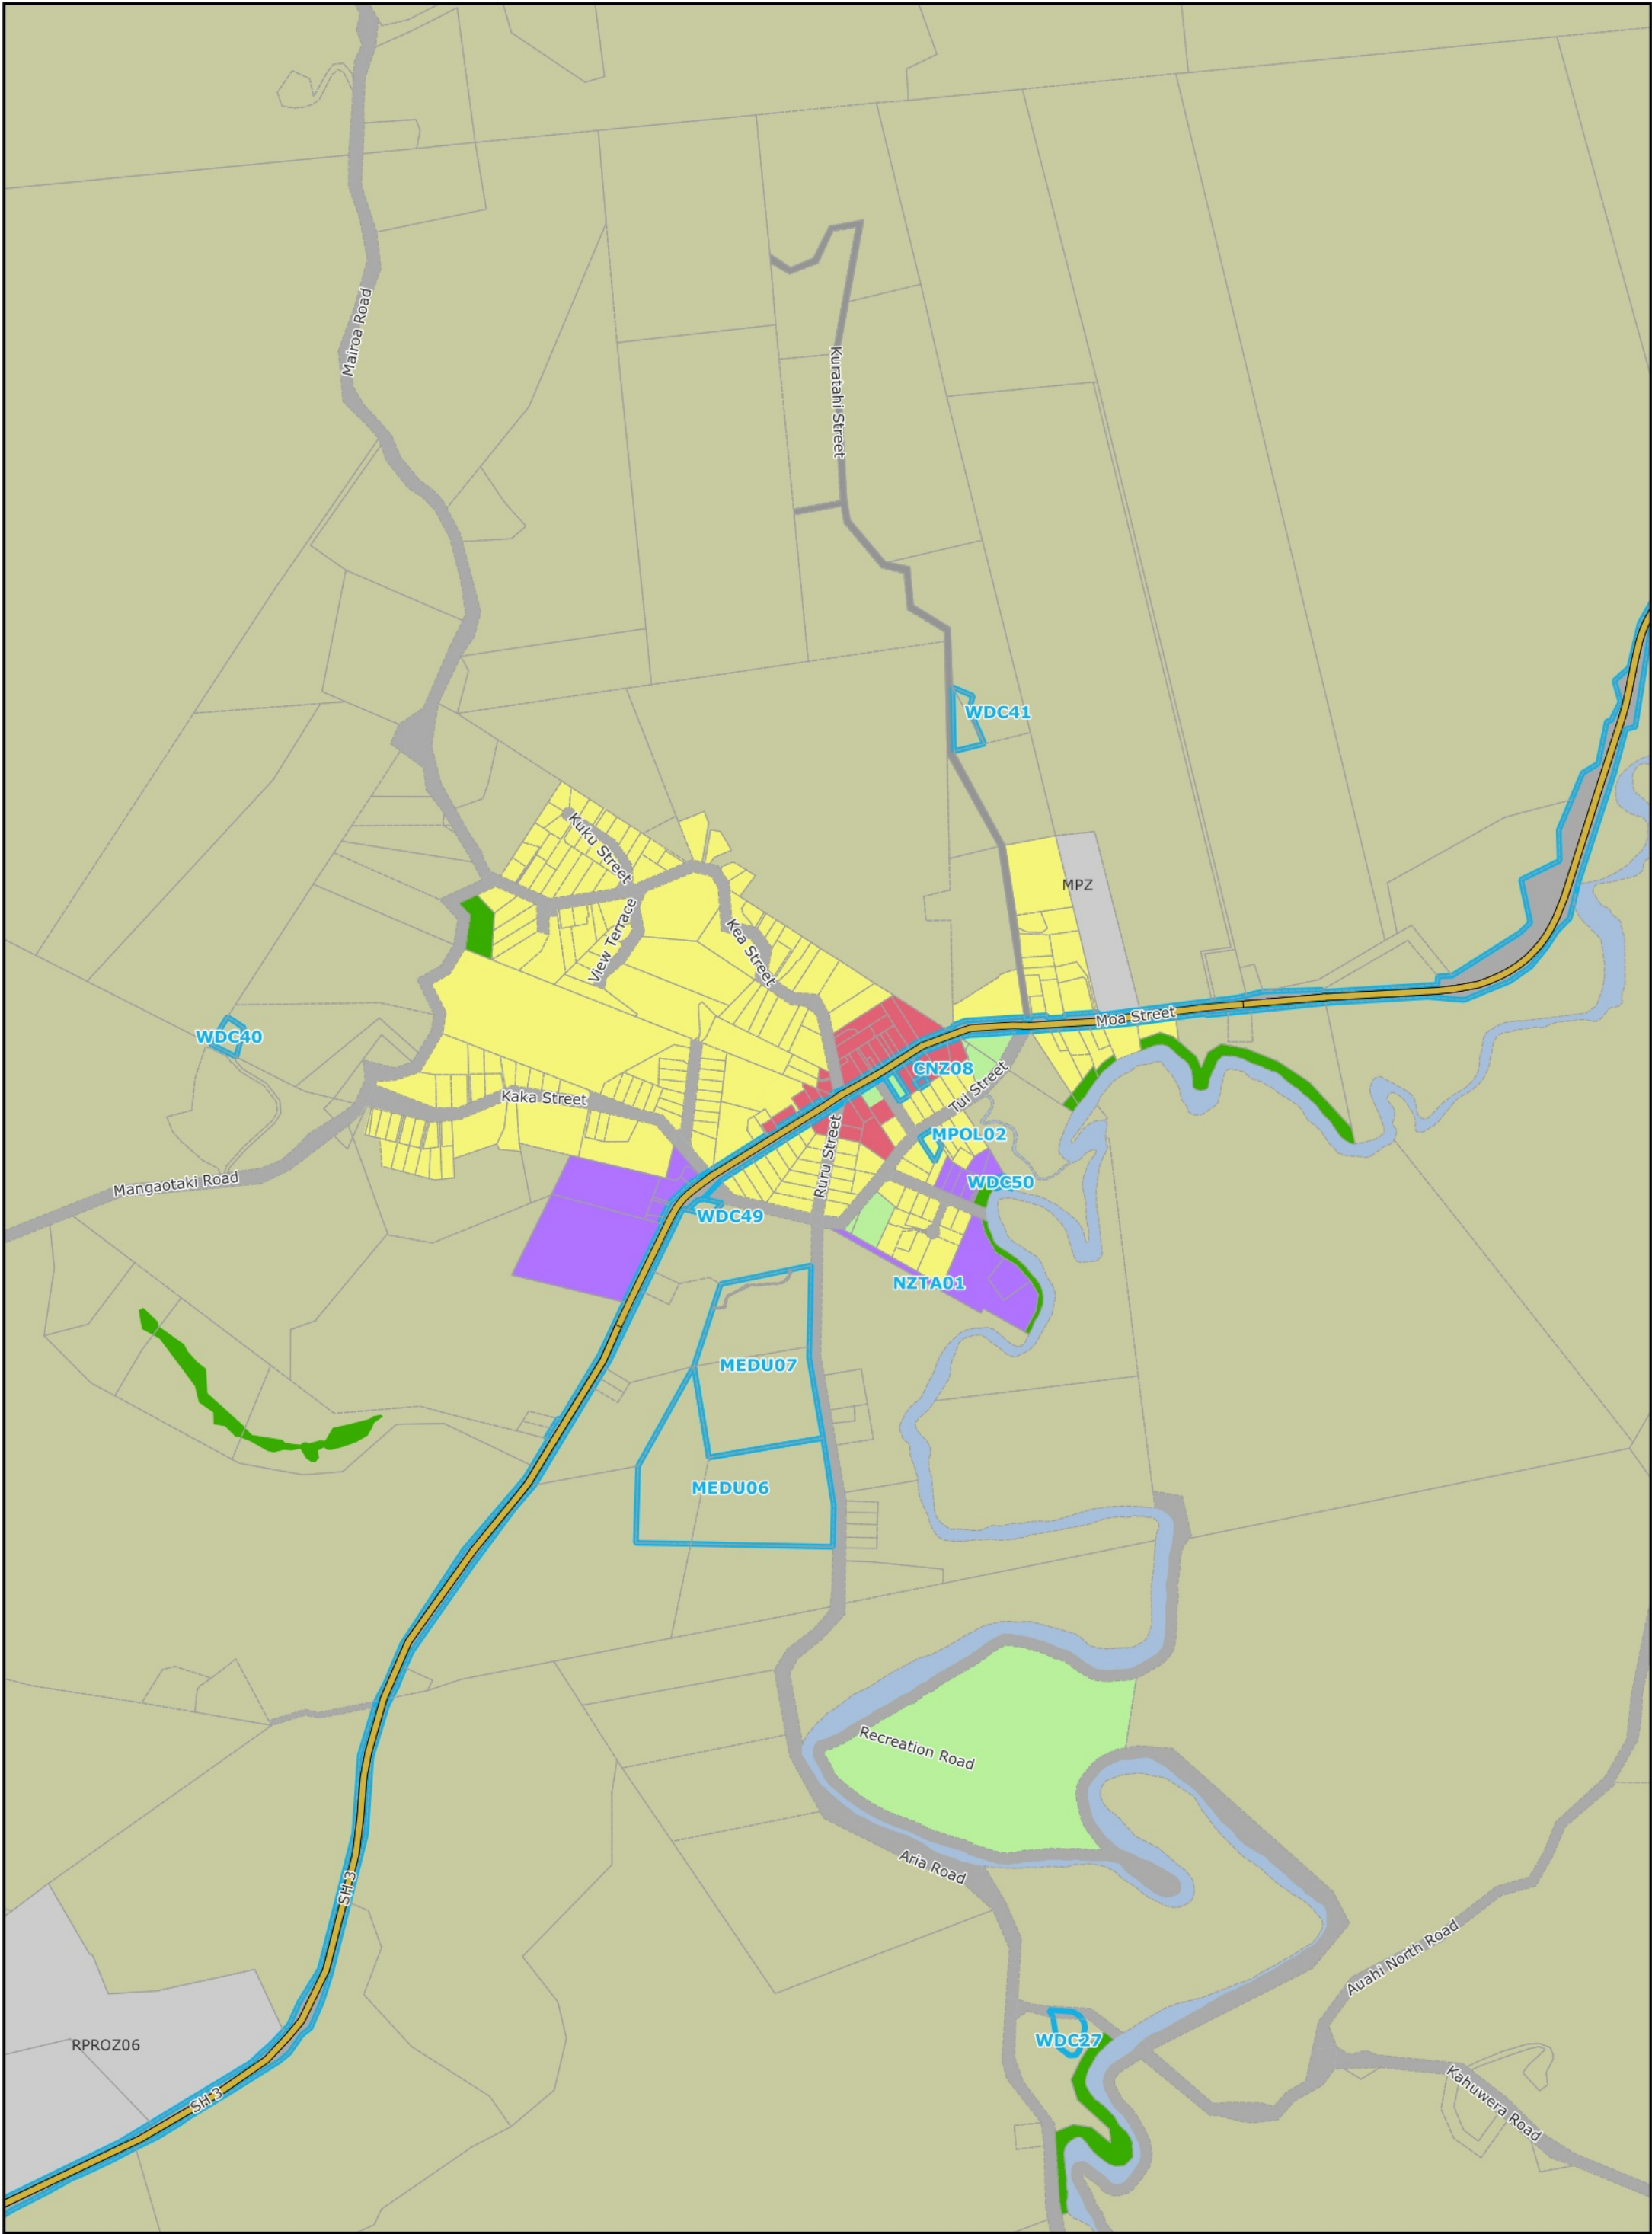 Mairoa Road
Kuratahi Street
WDC41
Kuku Street
MPZ
View Terrace
Kea Street
Moa Street
WDC40
CNZ08
Tui Street
Kaka Street
MPOL02
Ruru Street
Mangaotaki Road
WDC50
WDC49
NZTA01
MEDU07
MEDU06
Recreation Road
Aria Road
SH 3
Auahi North Road
WDC27
RPROZ06
SH 3
Kahuwera Road